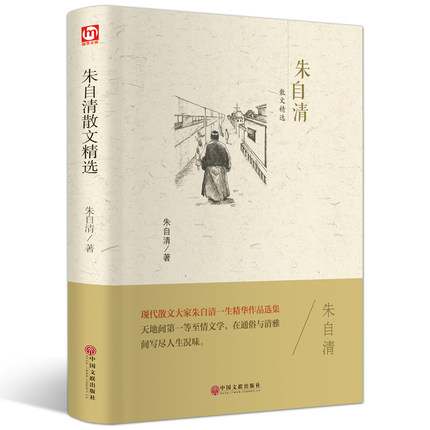 朱自清散文精选
朱自清/著
中国文联出版社
朱自清
散文精选
朱自清/著
现代散文大家朱自清一生精华作品选集
天地间第一等至情文学。在通俗与清雅
间写尽人生况味。
朱自清
中国文联出版社